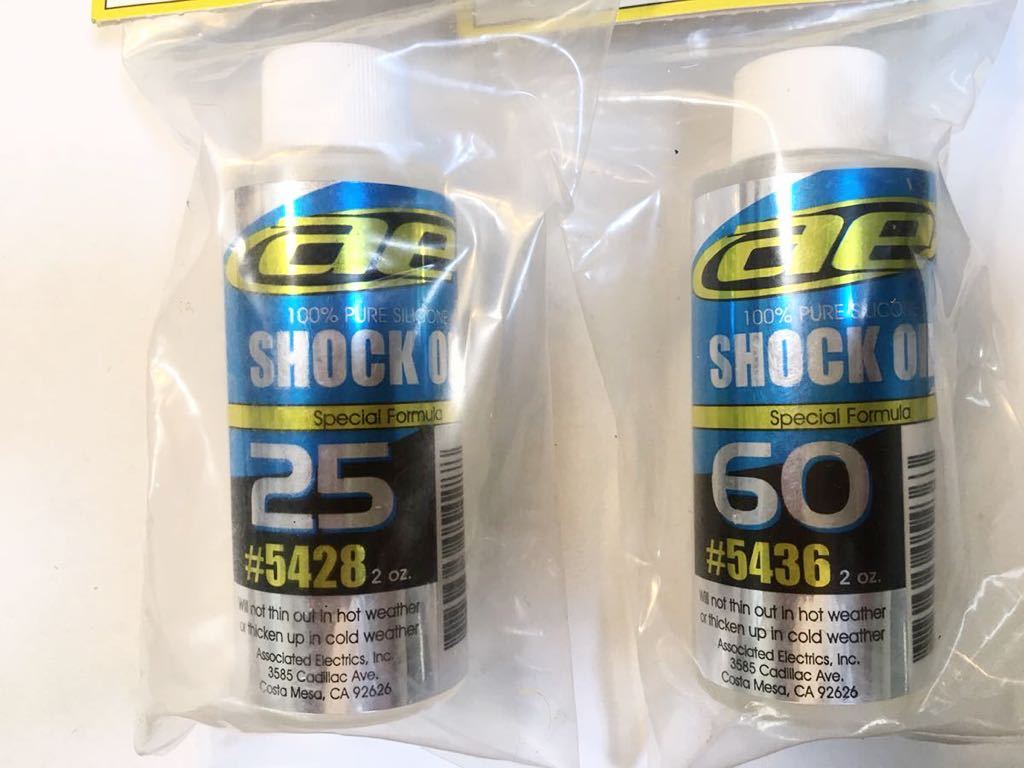 ae
100% PURE SILICONE
SHOCK OI
Special Formula
25
#5428 2 oz.
Will not thin out in hot weather
or thicken up in cold weather
Associated Electrics, Inc.
3585 Cadillac Ave.
Costa Mesa, CA 92626
ae
100% PURE SILICONE
SHOCK OI
Special Formula
60
#5436 2 oz.
Will not thin out in hot weather
or thicken up in cold weather
Associated Electrics, Inc.
3585 Cadillac Ave.
Costa Mesa, CA 92626